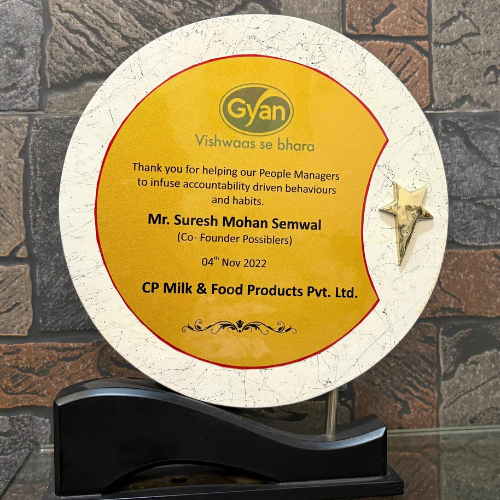 Gyan
Vishwaas se bhara
Thank you for helping our People Managers
to infuse accountability driven behaviours
and habits.
Mr. Suresh Mohan Semwal
(Co- Founder Possiblers)
04th Nov 2022
CP Milk & Food Products Pvt. Ltd.